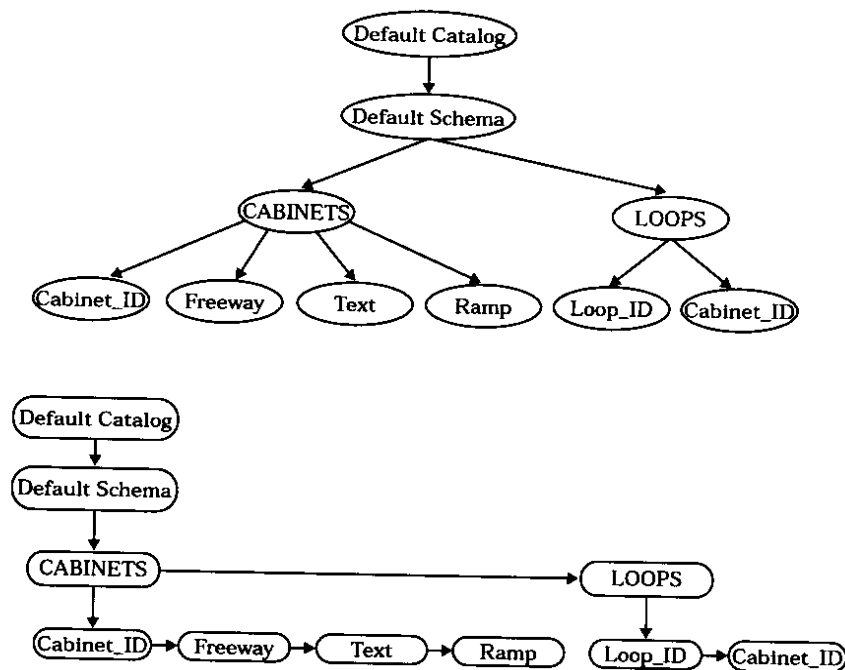 Default Catalog
Default Schema
CABINETS
LOOPS
Cabinet_ID
Freeway
Text
Ramp
Loop_ID
Cabinet_ID
Default Catalog
Default Schema
CABINETS
LOOPS
Cabinet_ID
Freeway
Text
Ramp
Loop_ID
Cabinet_ID